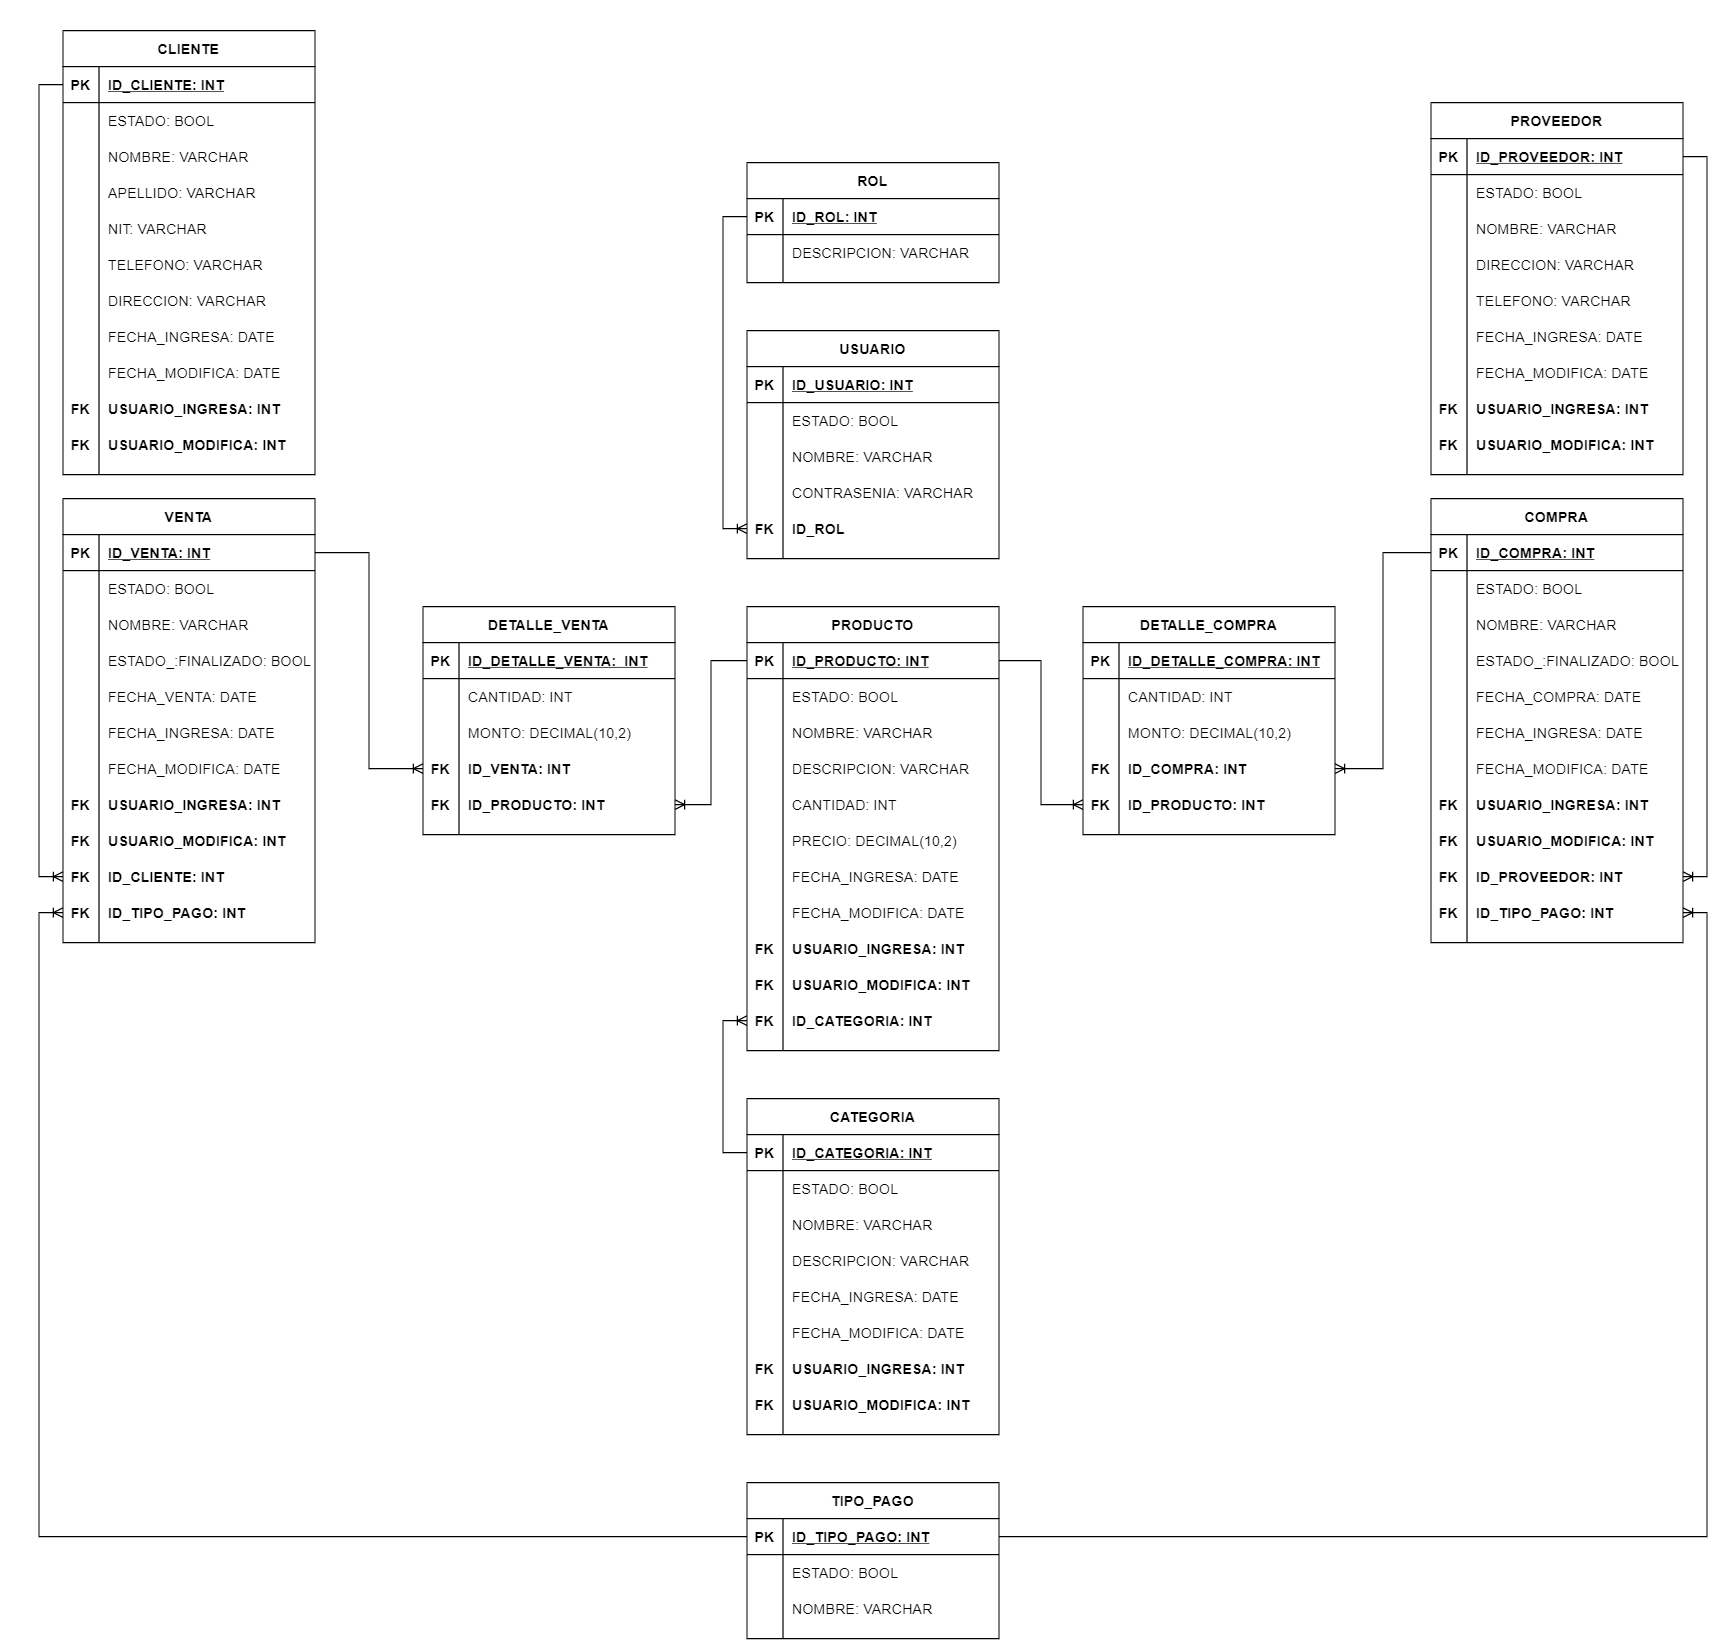 CLIENTE
PK ID_CLIENTE: INT
ESTADO: BOOL
NOMBRE: VARCHAR
APELLIDO: VARCHAR
NIT: VARCHAR
TELEFONO: VARCHAR
DIRECCION: VARCHAR
FECHA_INGRESA: DATE
FECHA_MODIFICA: DATE
FK USUARIO_INGRESA: INT
FK USUARIO_MODIFICA: INT
VENTA
PK ID_VENTA: INT
ESTADO: BOOL
NOMBRE: VARCHAR
ESTADO_:FINALIZADO: BOOL
FECHA_VENTA: DATE
FECHA_INGRESA: DATE
FECHA_MODIFICA: DATE
FK USUARIO_INGRESA: INT
FK USUARIO_MODIFICA: INT
FK ID_CLIENTE: INT
FK ID_TIPO_PAGO: INT
DETALLE_VENTA
PK ID_DETALLE_VENTA: INT
CANTIDAD: INT
MONTO: DECIMAL(10,2)
FK ID_VENTA: INT
FK ID_PRODUCTO: INT
ROL
PK ID_ROL: INT
DESCRIPCION: VARCHAR
USUARIO
PK ID_USUARIO: INT
ESTADO: BOOL
NOMBRE: VARCHAR
CONTRASENIA: VARCHAR
FK ID_ROL
PRODUCTO
PK ID_PRODUCTO: INT
ESTADO: BOOL
NOMBRE: VARCHAR
DESCRIPCION: VARCHAR
CANTIDAD: INT
PRECIO: DECIMAL(10,2)
FECHA_INGRESA: DATE
FECHA_MODIFICA: DATE
FK USUARIO_INGRESA: INT
FK USUARIO_MODIFICA: INT
FK ID_CATEGORIA: INT
CATEGORIA
PK ID_CATEGORIA: INT
ESTADO: BOOL
NOMBRE: VARCHAR
DESCRIPCION: VARCHAR
FECHA_INGRESA: DATE
FECHA_MODIFICA: DATE
FK USUARIO_INGRESA: INT
FK USUARIO_MODIFICA: INT
TIPO_PAGO
PK ID_TIPO_PAGO: INT
ESTADO: BOOL
NOMBRE: VARCHAR
DETALLE_COMPRA
PK ID_DETALLE_COMPRA: INT
CANTIDAD: INT
MONTO: DECIMAL(10,2)
FK ID_COMPRA: INT
FK ID_PRODUCTO: INT
PROVEEDOR
PK ID_PROVEEDOR: INT
ESTADO: BOOL
NOMBRE: VARCHAR
DIRECCION: VARCHAR
TELEFONO: VARCHAR
FECHA_INGRESA: DATE
FECHA_MODIFICA: DATE
FK USUARIO_INGRESA: INT
FK USUARIO_MODIFICA: INT
COMPRA
PK ID_COMPRA: INT
ESTADO: BOOL
NOMBRE: VARCHAR
ESTADO_:FINALIZADO: BOOL
FECHA_COMPRA: DATE
FECHA_INGRESA: DATE
FECHA_MODIFICA: DATE
FK USUARIO_INGRESA: INT
FK USUARIO_MODIFICA: INT
FK ID_PROVEEDOR: INT
FK ID_TIPO_PAGO: INT